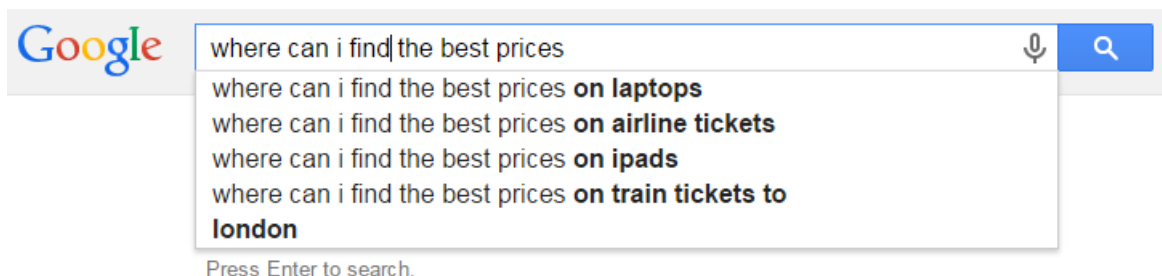 Google
where can i find the best prices
where can i find the best prices on laptops
where can i find the best prices on airline tickets
where can i find the best prices on ipads
where can i find the best prices on train tickets to
london
Press Enter to search.